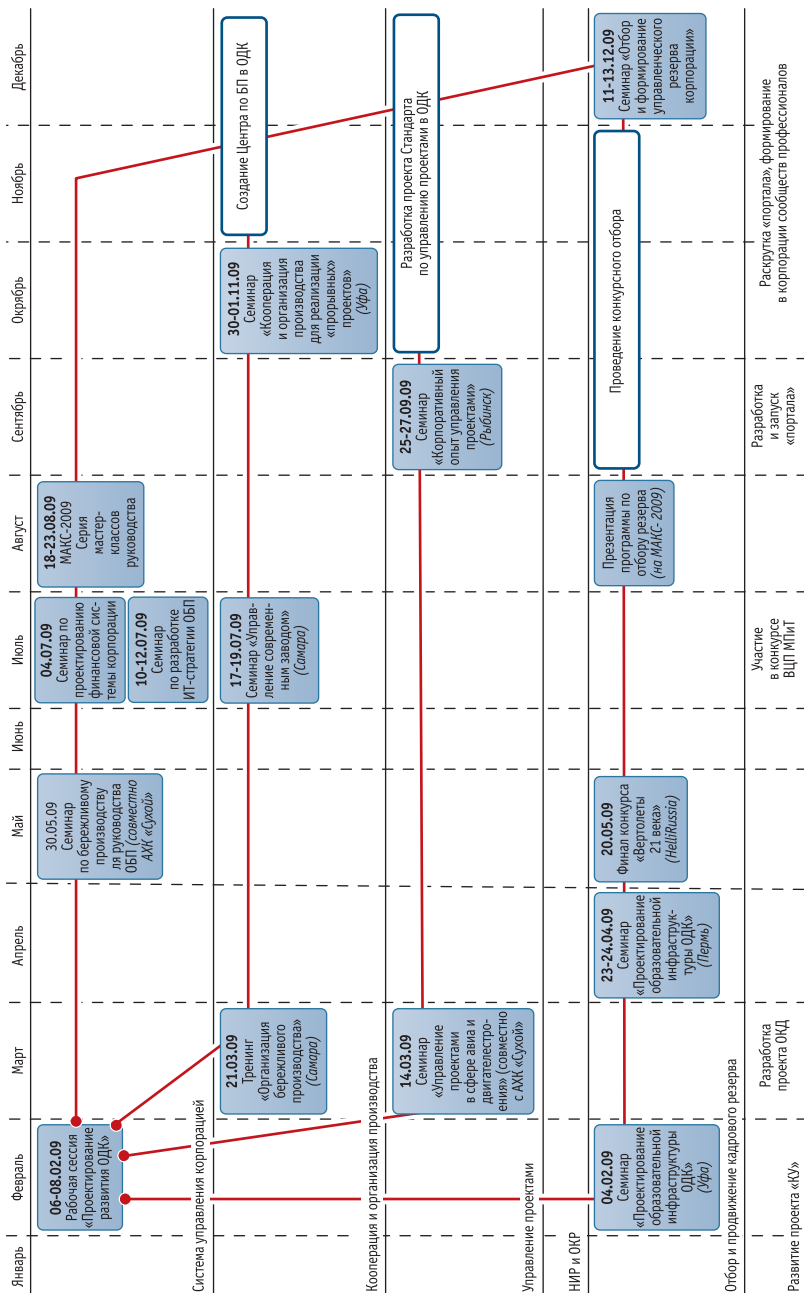 Январь
Февраль
Март
Апрель
Май
Июнь
Июль
Август
Сентябрь
Октябрь
Ноябрь
Декабрь
06-08.02.09
Рабочая сессия
«Проектирование
развития ОДК»
30.05.09
Семинар
по бережливому
производству
ля руководства
ОБП (совместно
АХК «Сухой»
04.07.09
Семинар по
проектированию
финансовой сис-
темы корпорации
10-12.07.09
Семинар
по разработке
ИТ-стратегии ОБП
18-23.08.09
МАКС-2009
Серия
мастер-
классов
руководства
Система управления корпорацией
21.03.09
Тренинг
«Организация
бережливого
производства»
(Самара)
17-19.07.09
Семинар «Управ-
ление современ-
ным заводом»
(Самара)
30-01.11.09
Семинар
«Кооперация
и организация
производства
для реализации
«прорывных»
проектов»
(Уфа)
Создание Центра по БП в ОДК
Кооперация и организация производства
14.03.09
Семинар
«Управление
проектами
в сфере авиа и
двигателестро-
ения» (совместно
с АХК «Сухой»
25-27.09.09
Семинар
«Корпоративный
опыт управления
проектами»
(Рыбинск)
Разработка проекта Стандарта
по управлению проектами в ОДК
Управление проектами
НИР и ОКР
04.02.09
Семинар
«Проектирование
образовательной
инфраструктуры
ОДК»
(Уфа)
23-24.04.09
Семинар
«Проектирование
образовательной
инфраструк-
туры ОДК»
(Пермь)
20.05.09
Финал конкурса
«Вертолеты
21 века»
(HeliRussia)
Презентация
программы по
отбору резерва
(на МАКС- 2009)
Проведение конкурсного отбора
11-13.12.09
Семинар «Отбор
и формирование
управленческого
резерва
корпорации»
Отбор и продвижение кадрового резерва
Разработка
проекта ОКД
Участие
в конкурсе
ВЦП МПиТ
Разработка
и запуск
«портала»
Раскрутка «портала», формирование
в корпорации сообществ профессионалов
Развитие проекта «КУ»